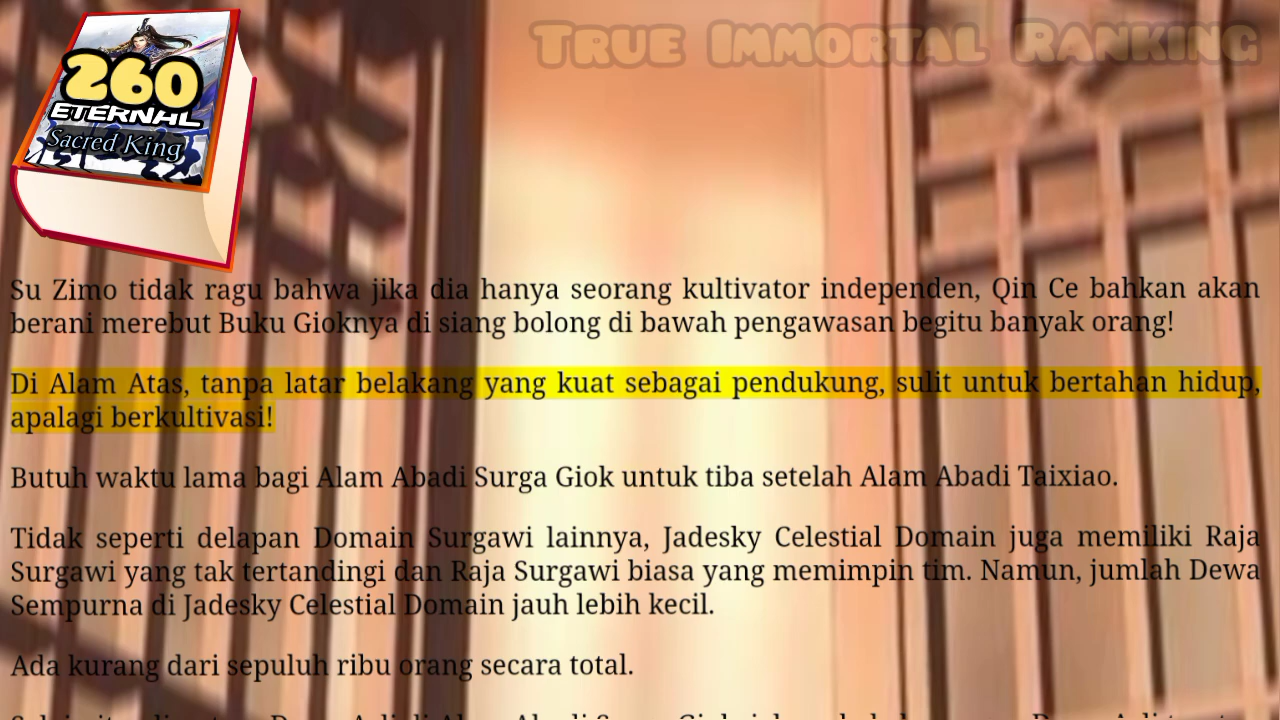 True Immortal Ranking
260
ETERNAL
Sacred King
Su Zimo tidak ragu bahwa jika dia hanya seorang kultivator independen, Qin Ce bahkan akan
berani merebut Buku Gioknya di siang bolong di bawah pengawasan begitu banyak orang!
Di Alam Atas, tanpa latar belakang yang kuat sebagai pendukung, sulit untuk bertahan hidup,
apalagi berkultivasi!
Butuh waktu lama bagi Alam Abadi Surga Giok untuk tiba setelah Alam Abadi Taixiao.
Tidak seperti delapan Domain Surgawi lainnya, Jadesky Celestial Domain juga memiliki Raja
Surgawi yang tak tertandingi dan Raja Surgawi biasa yang memimpin tim. Namun, jumlah Dewa
Sempurna di Jadesky Celestial Domain jauh lebih kecil.
Ada kurang dari sepuluh ribu orang secara total.